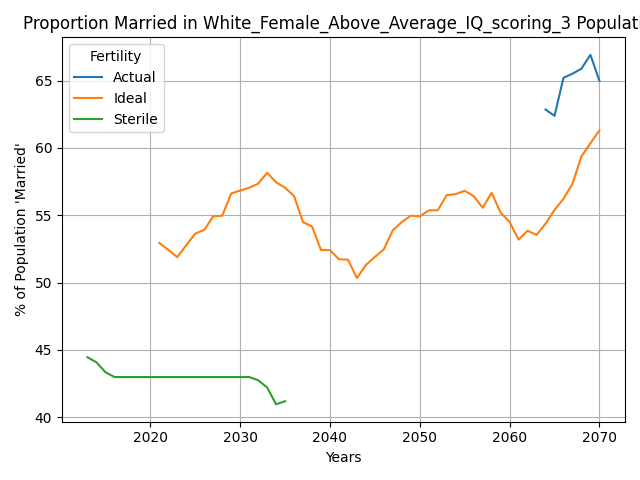 Proportion Married in White_Female_Above_Average_IQ_scoring_3 Populati
Fertility
Actual
Ideal
Sterile
65
60
55
50
45
40
% of Population 'Married'
2020 2030 2040 2050 2060 2070
Years